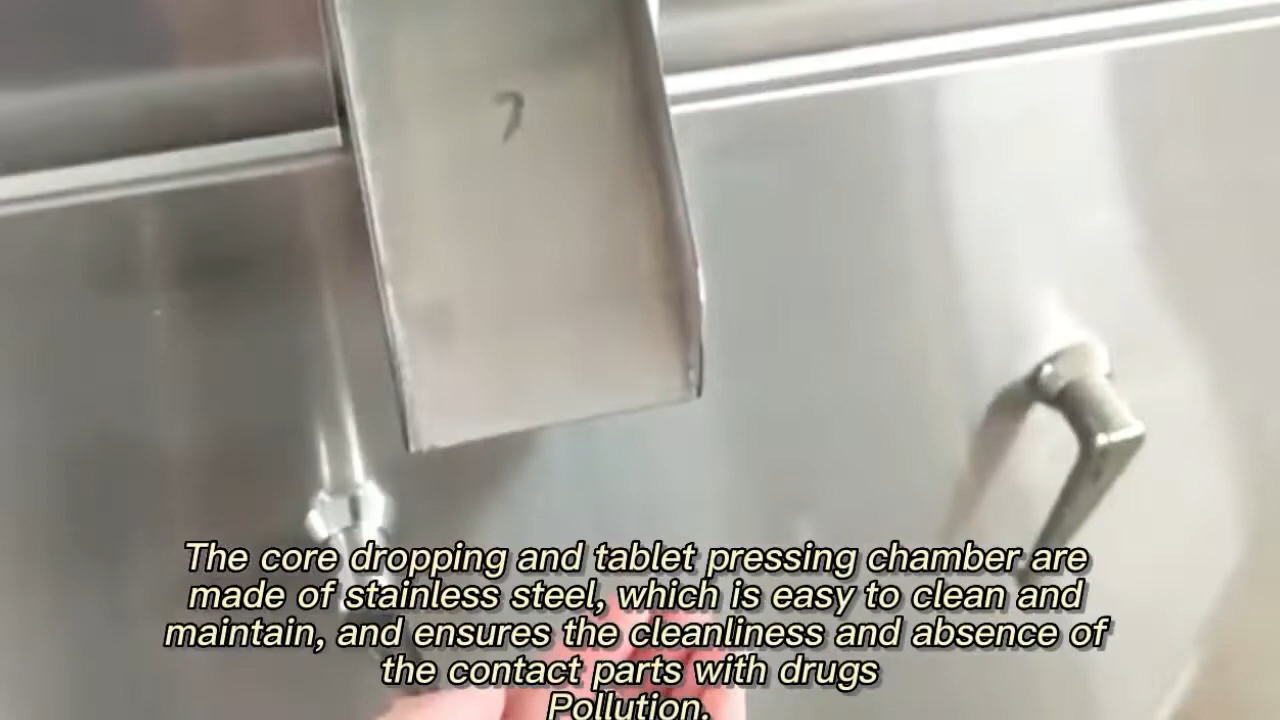 The core dropping and tablet pressing chamber are
made of stainless steel, which is easy to clean and
maintain, and ensures the cleanliness and absence of
the contact parts with drugs
Pollution.